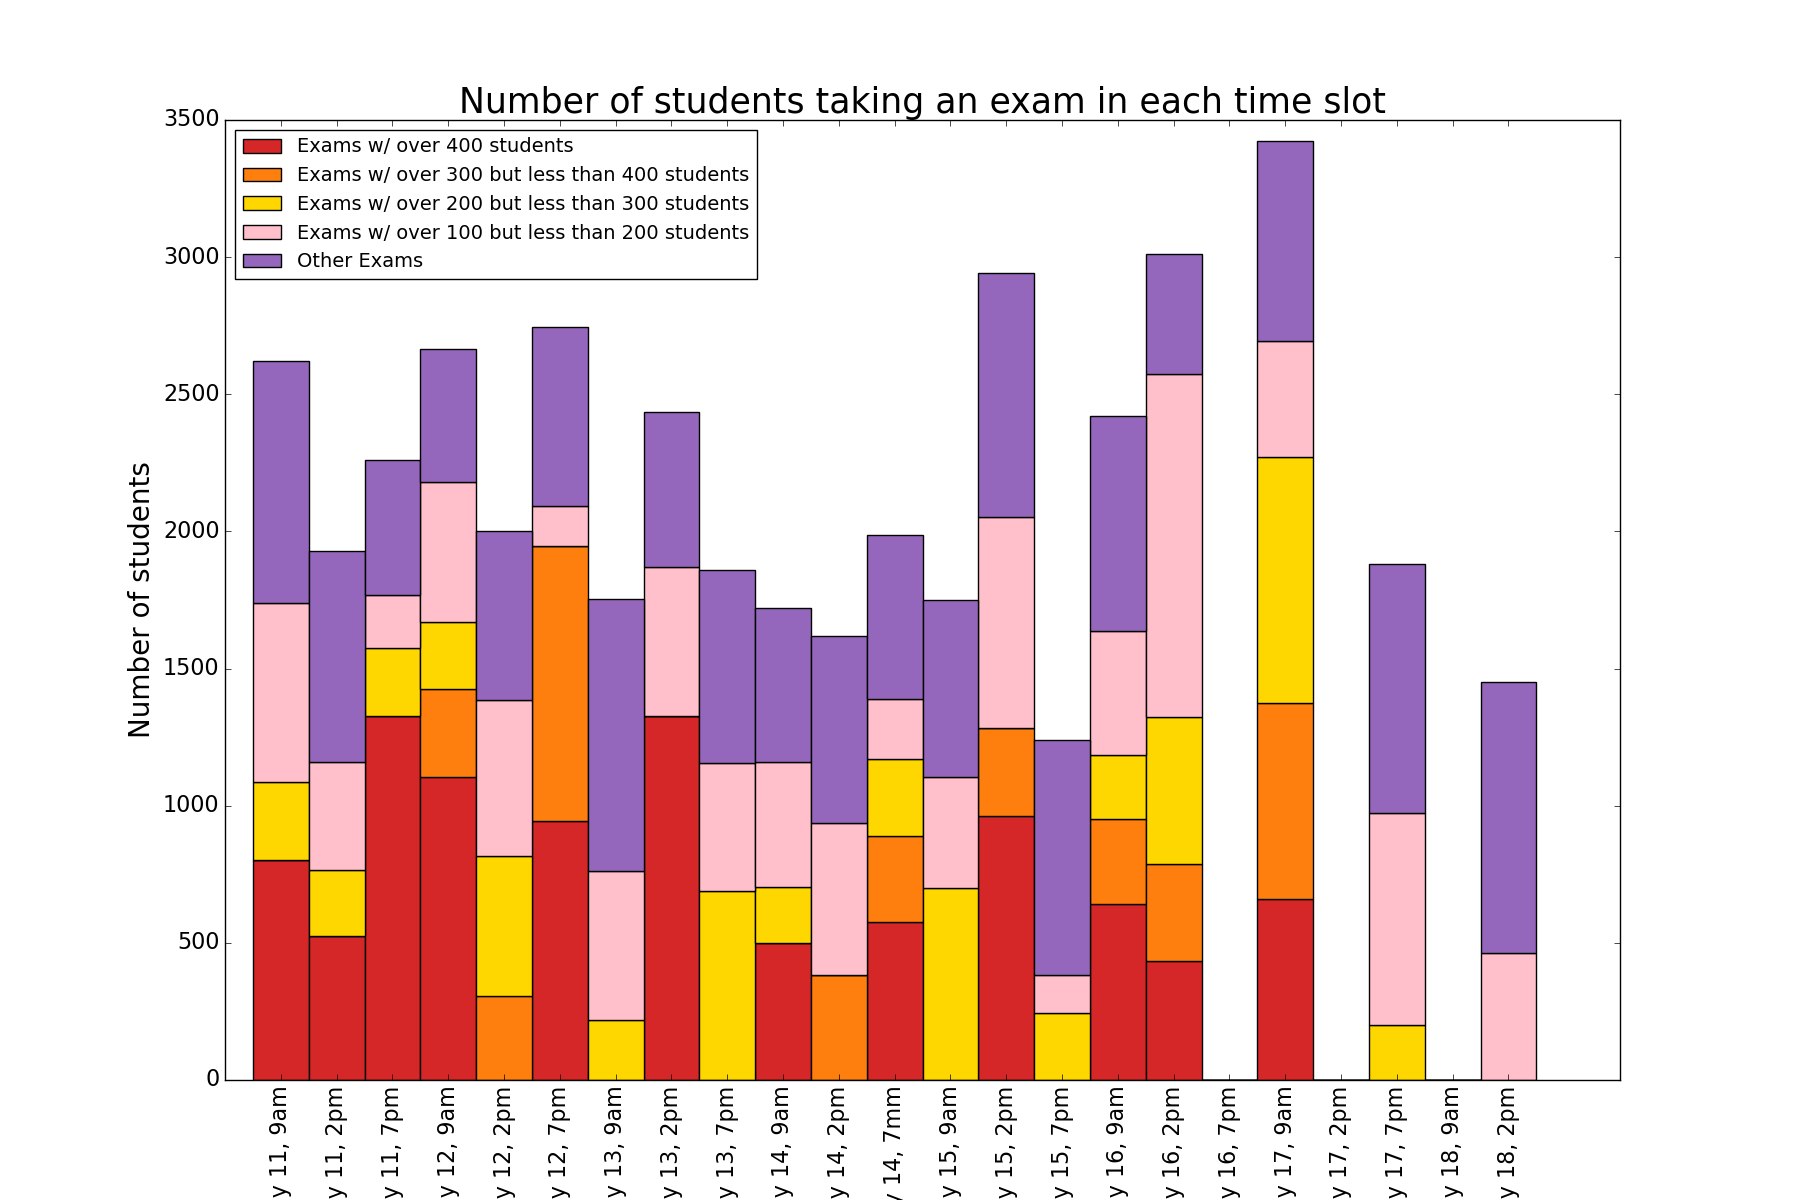 Number of students taking an exam in each time slot
3500
3000
2500
2000
1500
1000
500
0
Number of students
Exams w/ over 400 students
Exams w/ over 300 but less than 400 students
Exams w/ over 200 but less than 300 students
Exams w/ over 100 but less than 200 students
Other Exams
y 11, 9am
y 11, 2pm
y 11, 7pm
y 12, 9am
y 12, 2pm
y 12, 7pm
y 13, 9am
y 13, 2pm
y 13, 7pm
y 14, 9am
y 14, 2pm
y 14, 7mm
y 15, 9am
y 15, 2pm
y 15, 7pm
y 16, 9am
y 16, 2pm
y 16, 7pm
y 17, 9am
y 17, 2pm
y 17, 7pm
y 18, 9am
y 18, 2pm